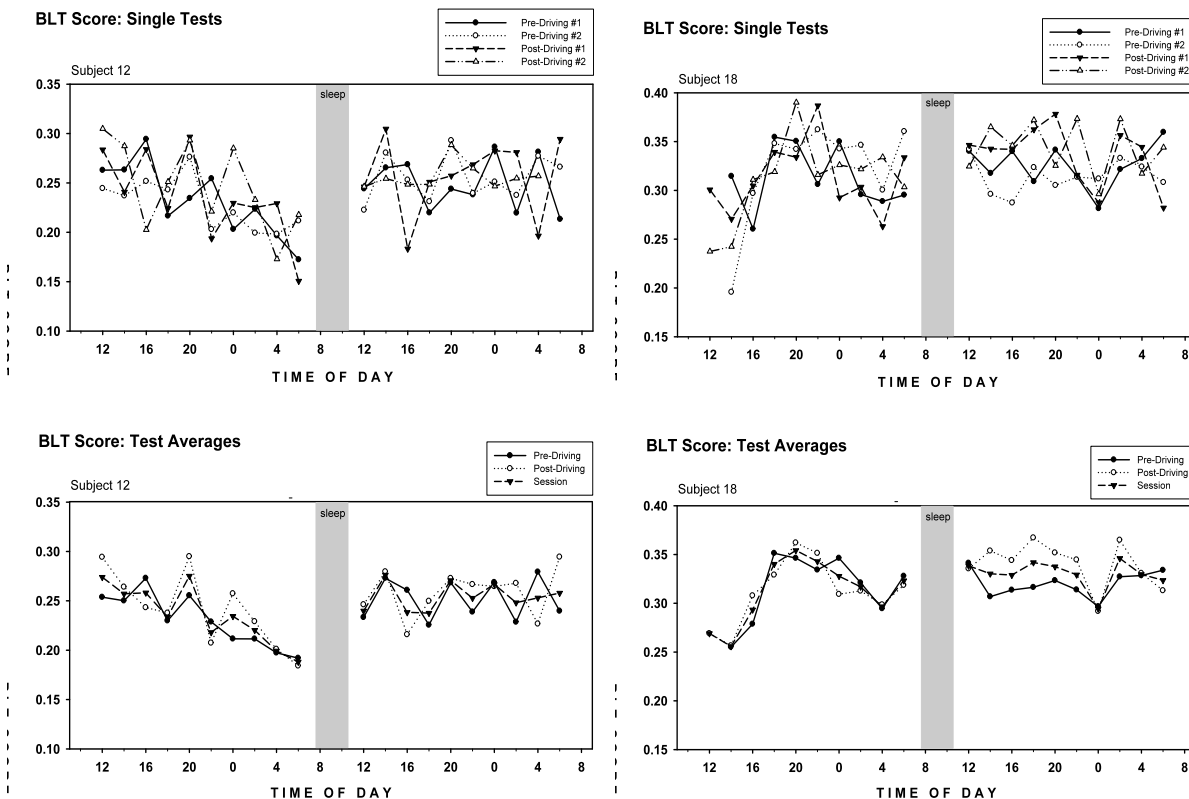 BLT Score: Single Tests
Pre-Driving #1
Pre-Driving #2
Post-Driving #1
Post-Driving #2
Subject 12
sleep
0.35
0.30
0.25
0.20
0.15
0.10
12 16 20 0 4 8 12 16 20 0 4 8
TIME OF DAY
BLT Score: Single Tests
Pre-Driving #1
Pre-Driving #2
Post-Driving #1
Post-Driving #2
Subject 18
sleep
0.40
0.35
0.30
0.25
0.20
0.15
12 16 20 0 4 8 12 16 20 0 4 8
TIME OF DAY
BLT Score: Test Averages
Pre-Driving
Post-Driving
Session
Subject 12
sleep
0.35
0.30
0.25
0.20
0.15
0.10
12 16 20 0 4 8 12 16 20 0 4 8
TIME OF DAY
BLT Score: Test Averages
Pre-Driving
Post-Driving
Session
Subject 18
sleep
0.40
0.35
0.30
0.25
0.20
0.15
12 16 20 0 4 8 12 16 20 0 4 8
TIME OF DAY